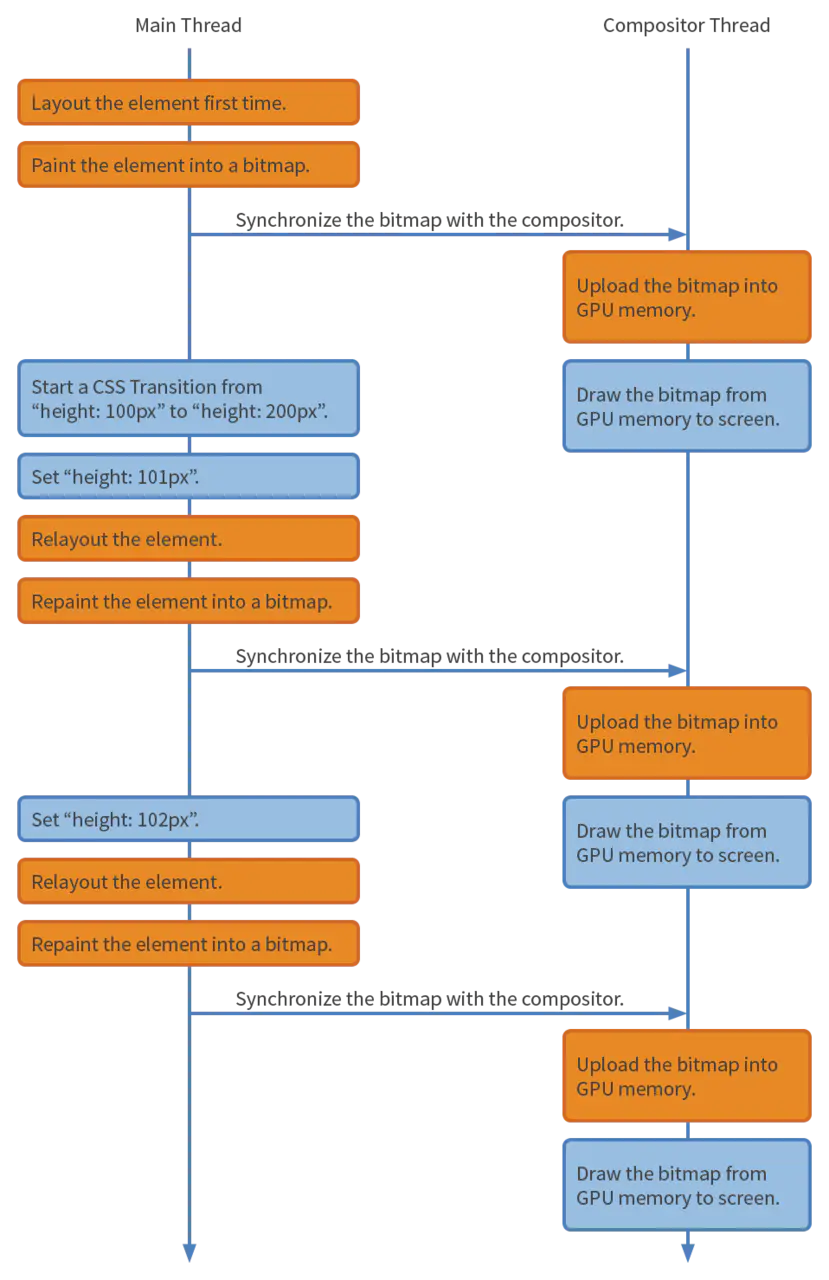 Main Thread
Compositor Thread
Layout the element first time.
Paint the element into a bitmap.
Synchronize the bitmap with the compositor.
Upload the bitmap into
GPU memory.
Start a CSS Transition from
“height: 100px” to “height: 200px”.
Draw the bitmap from
GPU memory to screen.
Set “height: 101px”.
Relayout the element.
Repaint the element into a bitmap.
Synchronize the bitmap with the compositor.
Upload the bitmap into
GPU memory.
Set “height: 102px”.
Draw the bitmap from
GPU memory to screen.
Relayout the element.
Repaint the element into a bitmap.
Synchronize the bitmap with the compositor.
Upload the bitmap into
GPU memory.
Draw the bitmap from
GPU memory to screen.